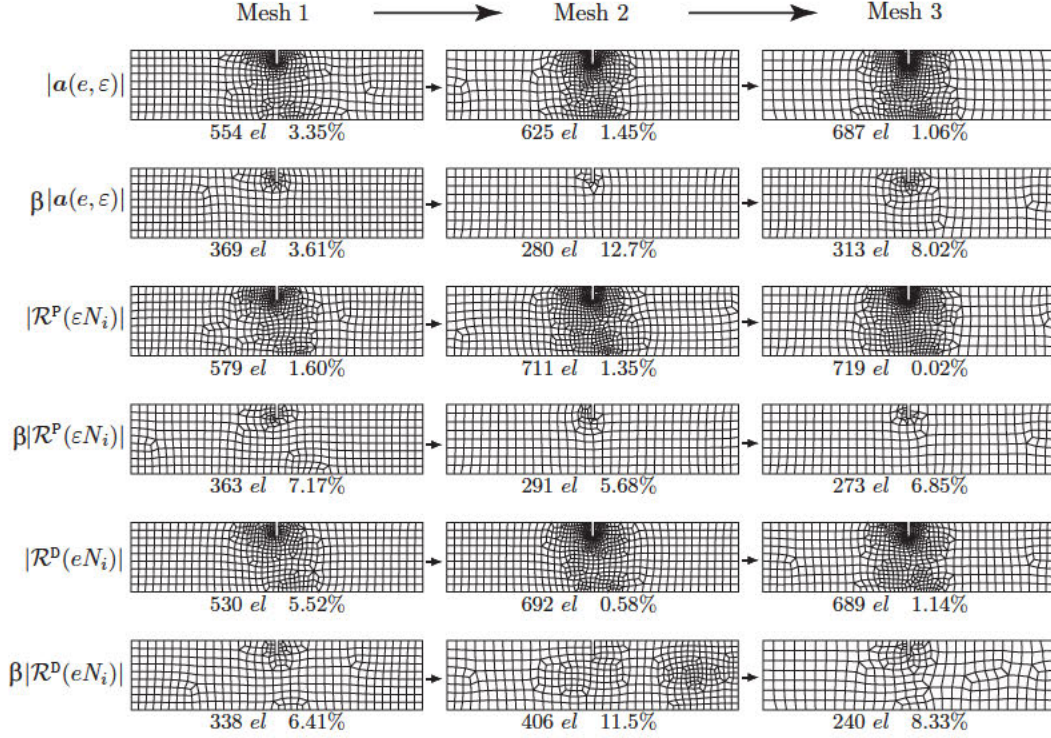 Mesh 1 Mesh 2 Mesh 3
|a(e, ε)|
554 el 3.35% 625 el 1.45% 687 el 1.06%
β|a(e, ε)|
369 el 3.61% 280 el 12.7% 313 el 8.02%
|ℛᴾ(εNᵢ)|
579 el 1.60% 711 el 1.35% 719 el 0.02%
β|ℛᴾ(εNᵢ)|
363 el 7.17% 291 el 5.68% 273 el 6.85%
|ℛᴰ(eNᵢ)|
530 el 5.52% 692 el 0.58% 689 el 1.14%
β|ℛᴰ(eNᵢ)|
338 el 6.41% 406 el 11.5% 240 el 8.33%